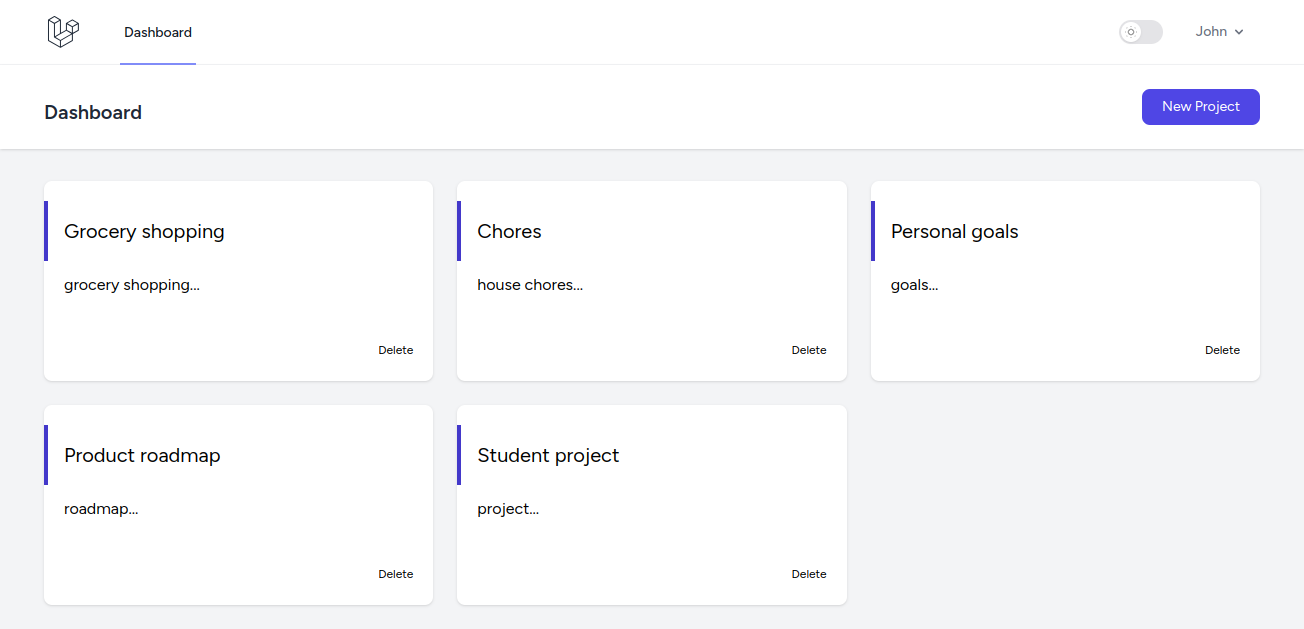 Dashboard
John
Dashboard
New Project
Grocery shopping
grocery shopping...
Delete
Chores
house chores...
Delete
Personal goals
goals...
Delete
Product roadmap
roadmap...
Delete
Student project
project...
Delete